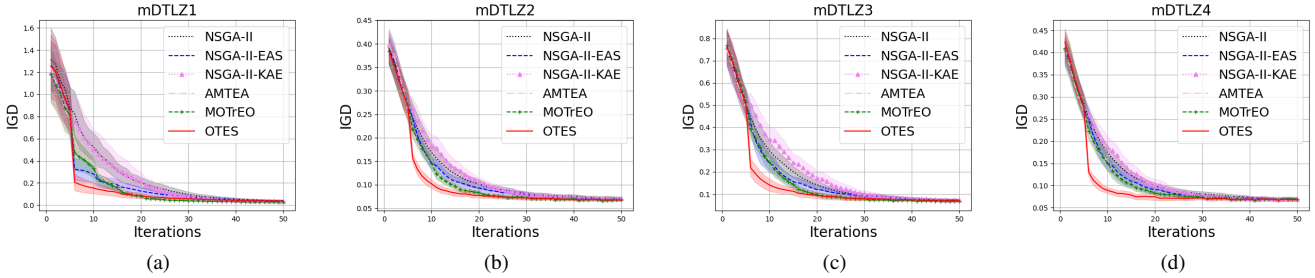 mDTLZ1
1.6
1.4
1.2
1.0
0.8
0.6
0.4
0.2
0.0
IGD
NSGA-II
NSGA-II-EAS
NSGA-II-KAE
AMTEA
MOTrEO
OTES
0 10 20 30 40 50
Iterations
(a)
mDTLZ2
0.45
0.40
0.35
0.30
0.25
0.20
0.15
0.10
0.05
IGD
NSGA-II
NSGA-II-EAS
NSGA-II-KAE
AMTEA
MOTrEO
OTES
0 10 20 30 40 50
Iterations
(b)
mDTLZ3
0.8
0.7
0.6
0.5
0.4
0.3
0.2
0.1
IGD
NSGA-II
NSGA-II-EAS
NSGA-II-KAE
AMTEA
MOTrEO
OTES
0 10 20 30 40 50
Iterations
(c)
mDTLZ4
0.45
0.40
0.35
0.30
0.25
0.20
0.15
0.10
0.05
IGD
NSGA-II
NSGA-II-EAS
NSGA-II-KAE
AMTEA
MOTrEO
OTES
0 10 20 30 40 50
Iterations
(d)